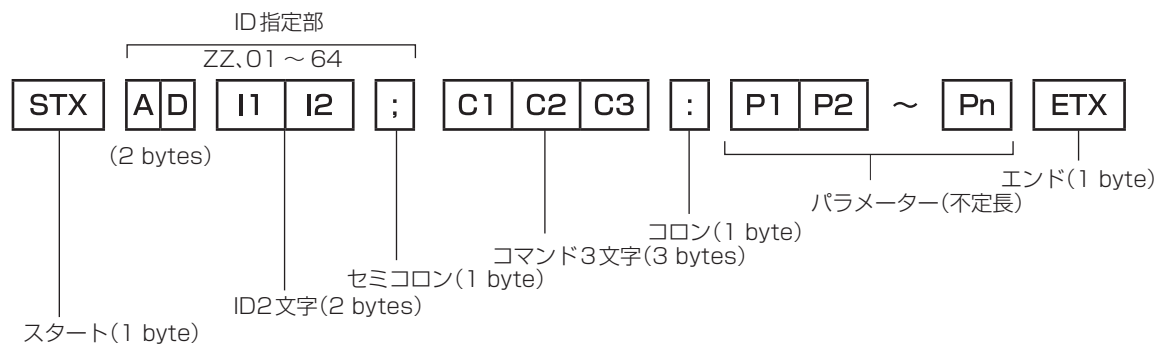 ID指定部
ZZ、01 ~ 64
STX A D I1 I2 ; C1 C2 C3 : P1 P2 ~ Pn ETX
(2 bytes)
エンド(1 byte)
パラメーター(不定長)
コロン(1 byte)
コマンド3文字(3 bytes)
セミコロン(1 byte)
ID2文字(2 bytes)
スタート(1 byte)